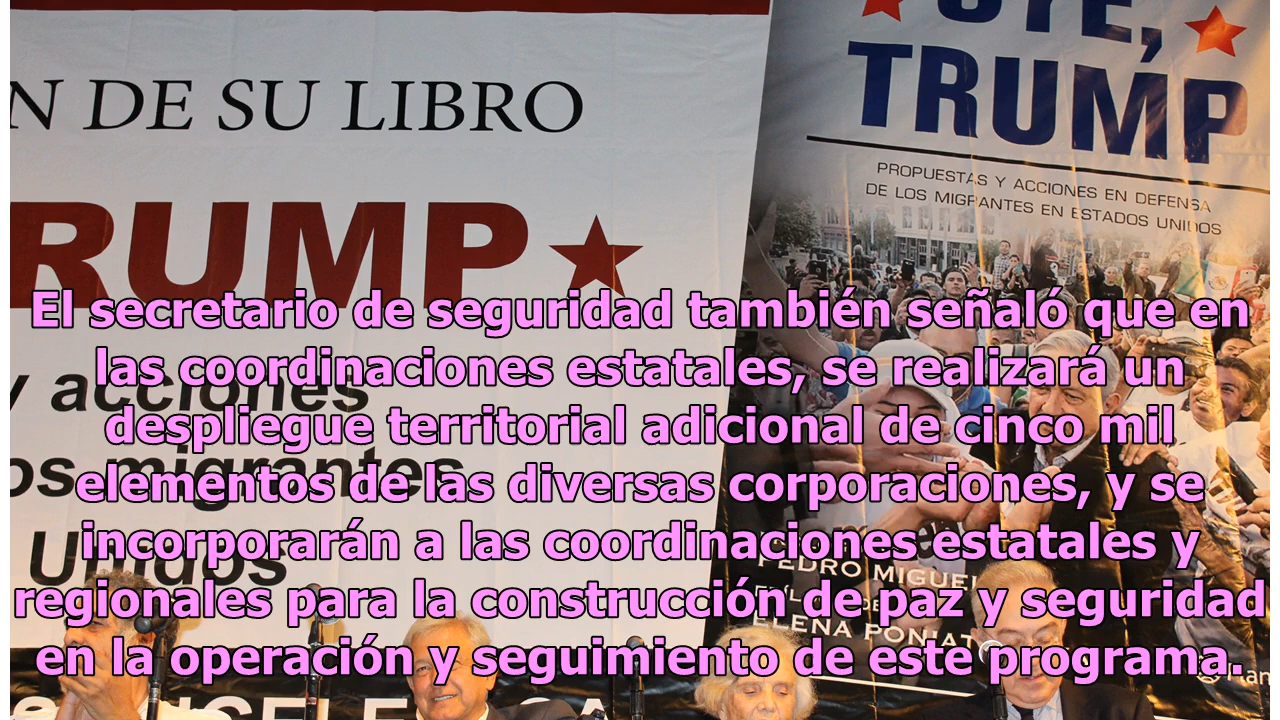 N DE SU LIBRO
RUMP
y acciones
os migrantes
Unidos
OYE,
TRUMP
PROPUESTAS Y ACCIONES EN DEFENSA
DE LOS MIGRANTES EN ESTADOS UNIDOS
PEDRO MIGUEL
El secretario de seguridad también señaló que en
las coordinaciones estatales, se realizará un
despliegue territorial adicional de cinco mil
elementos de las diversas corporaciones, y se
incorporarán a las coordinaciones estatales y
regionales para la construcción de paz y seguridad
en la operación y seguimiento de este programa.